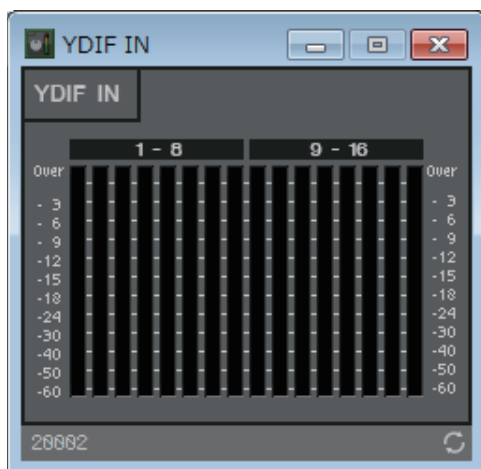 YDIF IN
YDIF IN
1 - 8 9 - 16
Over Over
- 3 - 3
- 6 - 6
- 9 - 9
-12 -12
-15 -15
-18 -18
-24 -24
-30 -30
-40 -40
-50 -50
-60 -60
20002